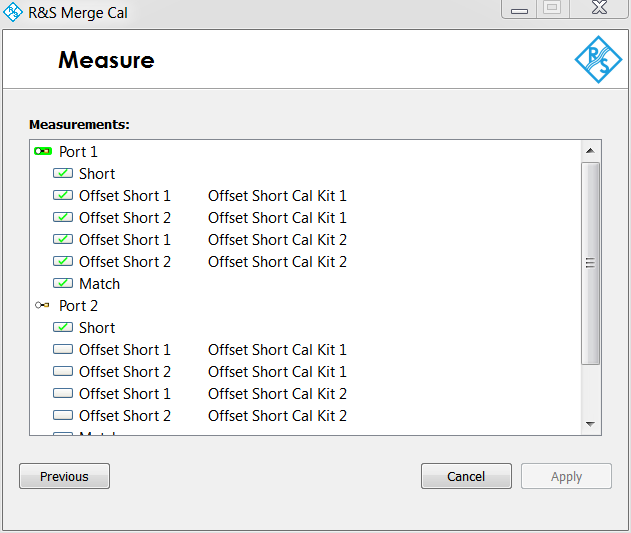 R&S Merge Cal
Measure
R S
Measurements:
Port 1
Short
Offset Short 1 Offset Short Cal Kit 1
Offset Short 2 Offset Short Cal Kit 1
Offset Short 1 Offset Short Cal Kit 2
Offset Short 2 Offset Short Cal Kit 2
Match
Port 2
Short
Offset Short 1 Offset Short Cal Kit 1
Offset Short 2 Offset Short Cal Kit 1
Offset Short 1 Offset Short Cal Kit 2
Offset Short 2 Offset Short Cal Kit 2
Match
Previous Cancel Apply